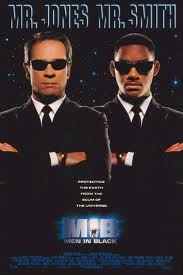 MR. JONES MR. SMITH
PROTECTING
THE EARTH
FROM THE
SCUM OF
THE UNIVERSE.
MIB
MEN IN BLACK